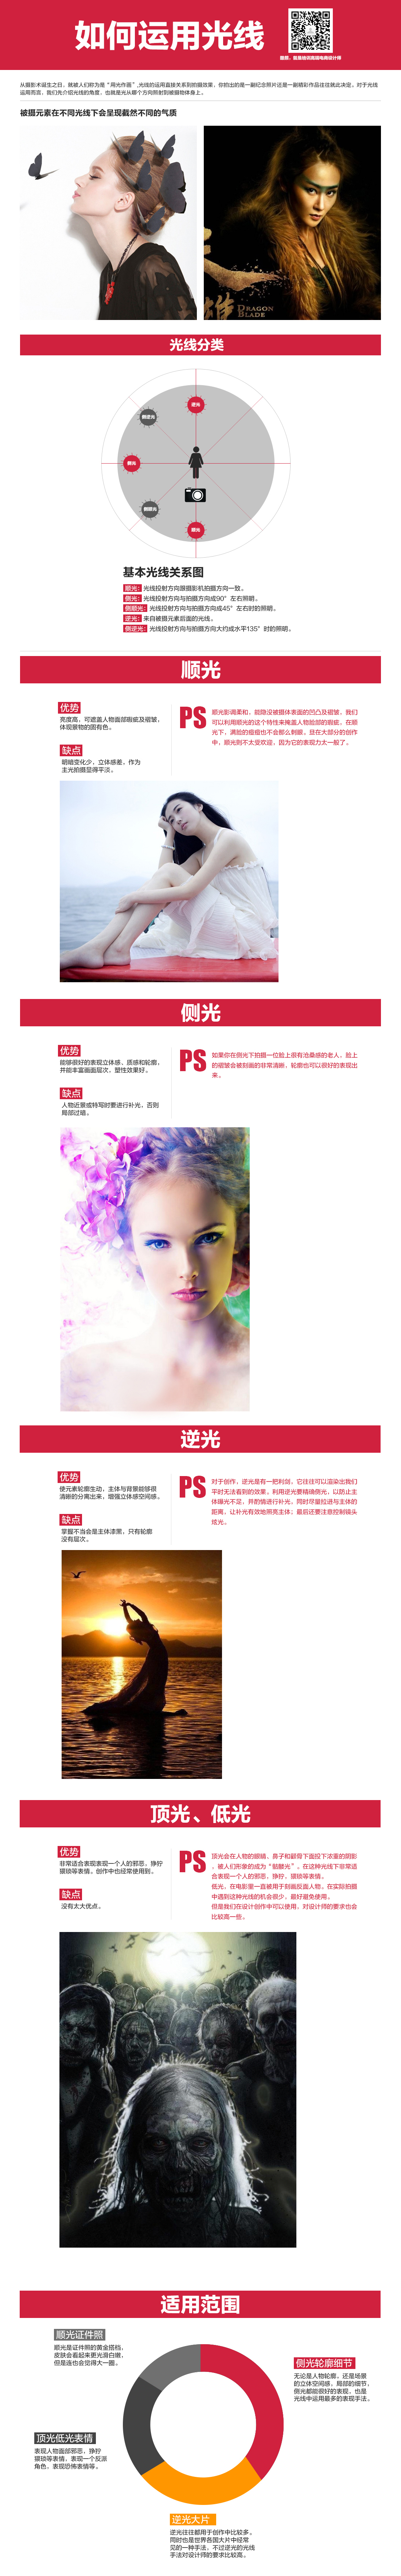 如何运用光线
从摄影术诞生之日，就被人们称为是“用光作画”,光线的运用直接关系到拍摄效果，你拍出的是一副纪念照片还是一副精彩作品往往就此决定。对于光线
运用而言，我们先介绍光线的角度，也就是光从哪个方向照射到被摄物体身上。
被摄元素在不同光线下会呈现截然不同的气质
DRAGON
BLADE
光线分类
逆光
侧逆光
侧光
侧顺光
顺光
基本光线关系图
顺光：光线投射方向跟摄影机拍摄方向一致。
侧光：光线投射方向与拍摄方向成90°左右照明。
侧顺光：光线投射方向与拍摄方向成45°左右时的照明。
逆光：来自被摄元素后面的光线。
侧逆光：光线投射方向与拍摄方向大约成水平135°时的照明。
顺光
优势
亮度高，可遮盖人物面部瑕疵及褶皱，
体现景物的固有色。
缺点
明暗变化少，立体感差，作为
主光拍摄显得平淡。
PS
顺光影调柔和，能隐没被摄体表面的凹凸及褶皱，我们
可以利用顺光的这个特性来掩盖人物脸部的瑕疵，在顺
光下，满脸的痘痘也不会那么刺眼，但在大部分的创作
中，顺光则不太受欢迎，因为它的表现力太一般了。
侧光
优势
能够很好的表现立体感，质感和轮廓，
并能丰富画面层次，塑性效果好。
缺点
人物近景或特写时要进行补光，否则
局部过暗。
PS
如果你在侧光下拍摄一位脸上很有沧桑感的老人，脸上
的褶皱会被刻画的非常清晰，轮廓也可以很好的表现出
来。
逆光
优势
使元素轮廓生动，主体与背景能够很
清晰的分离出来，增强立体感空间感。
缺点
掌握不当会是主体漆黑，只有轮廓
没有层次。
PS
对于创作，逆光是有一把利剑，它往往可以渲染出我们
平时无法看到的效果，利用逆光要精确侧光，以防止主
体曝光不足，并酌情进行补光，同时尽量拉进与主体的
距离，让补光有效地照亮主体；最后还要注意控制镜头
炫光。
顶光、低光
优势
非常适合表现表现一个人的邪恶，狰狞
猥琐等表情，创作中也经常使用到。
缺点
没有太大优点。
PS
顶光会在人物的眼睛，鼻子和颧骨下面投下浓重的阴影
，被人们形象的成为“骷髅光”，在这种光线下非常适
合表现一个人的邪恶，狰狞，猥琐等表情。
低光，在电影里一直被用于刻画反面人物，在实际拍摄
中遇到这种光线的机会很少，最好避免使用。
但是我们在设计创作中可以使用，对设计师的要求也会
比较高一些。
适用范围
顺光证件照
顺光是证件照的黄金搭档，
皮肤会看起来更光滑白嫩，
但是连也会觉得大一圈。
侧光轮廓细节
无论是人物轮廓，还是场景
的立体空间感，局部的细节，
侧光都能很好的表现，也是
光线中运用最多的表现手法。
顶光低光表情
表现人物面部邪恶，狰狞
猥琐等表情，表现一个反派
角色，表现恐怖表情等。
逆光大片
逆光往往都用于创作中比较多。
同时也是世界各国大片中经常
见的一种手法，不过逆光的光线
手法对设计师的要求比较高。